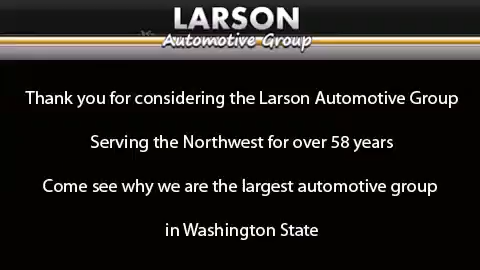 LARSON
Automotive Group
Thank you for considering the Larson Automotive Group
Serving the Northwest for over 58 years
Come see why we are the largest automotive group
in Washington State